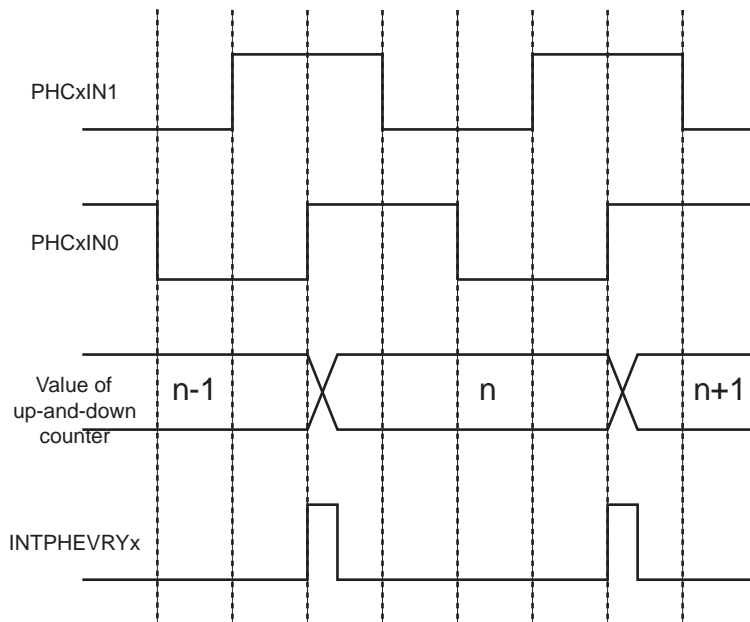 PHCxIN1
PHCxIN0
Value of
up-and-down
counter
n-1
n
n+1
INTPHEVRYx